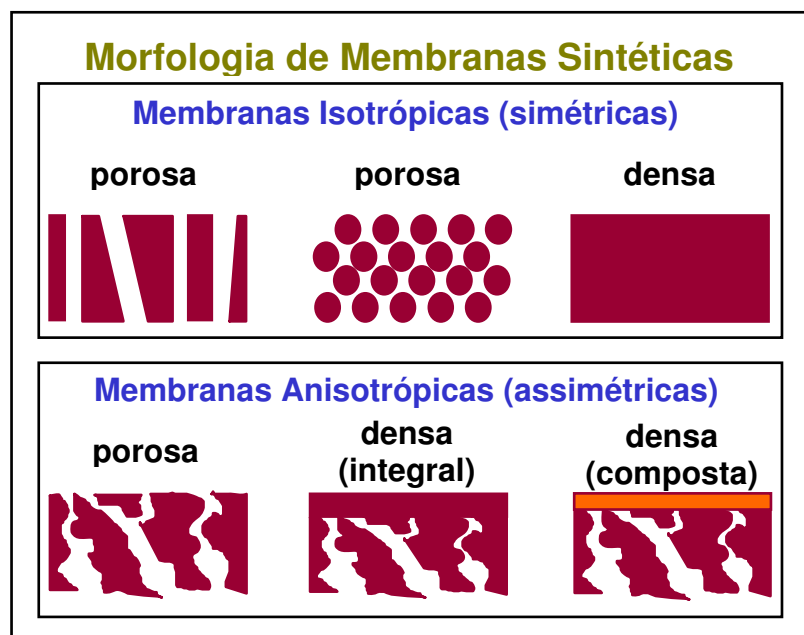 Morfologia de Membranas Sintéticas
Membranas Isotrópicas (simétricas)
porosa
porosa
densa
Membranas Anisotrópicas (assimétricas)
porosa
densa
(integral)
densa
(composta)